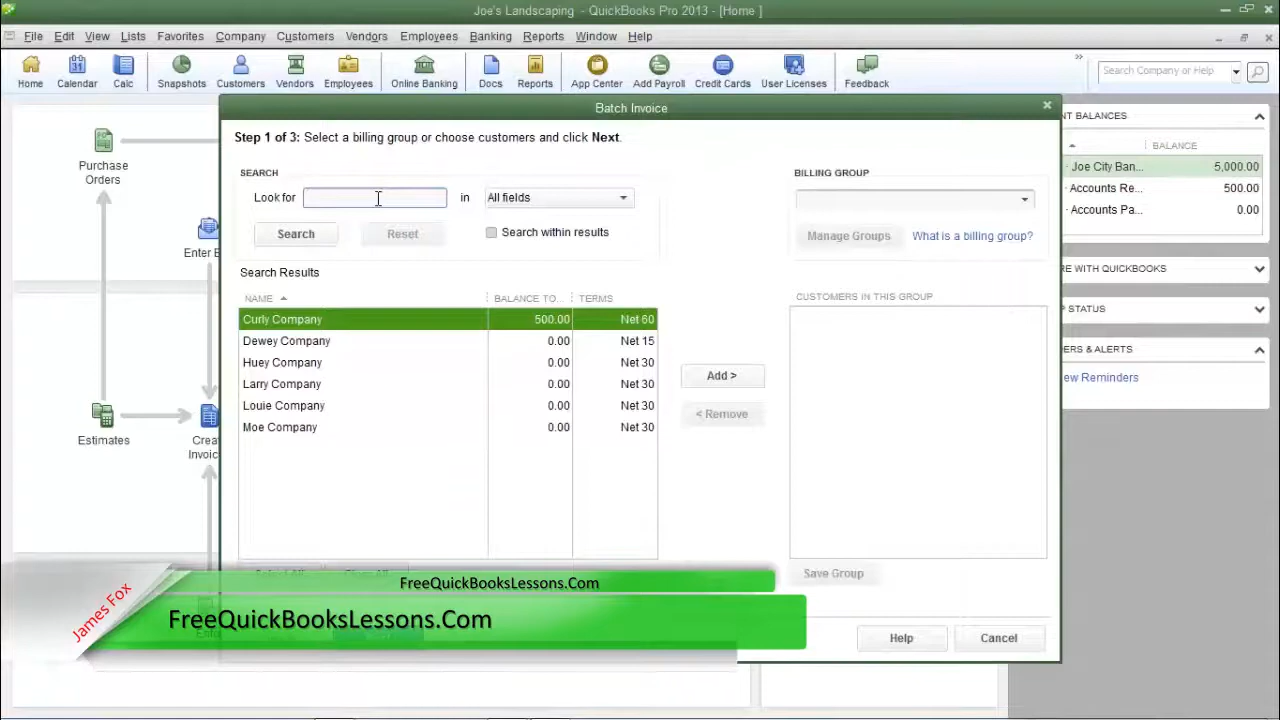 Joe's Landscaping - QuickBooks Pro 2013 - [Home ]
File Edit View Lists Favorites Company Customers Vendors Employees Banking Reports Window Help
Home Calendar Calc Snapshots Customers Vendors Employees Online Banking Docs Reports App Center Add Payroll Credit Cards User Licenses Feedback
Search Company or Help
Batch Invoice
Step 1 of 3: Select a billing group or choose customers and click Next.
SEARCH
Look for in All fields
Search Reset Search within results
Search Results
NAME BALANCE TO... TERMS
Curly Company 500.00 Net 60
Dewey Company 0.00 Net 15
Huey Company 0.00 Net 30
Larry Company 0.00 Net 30
Louie Company 0.00 Net 30
Moe Company 0.00 Net 30
Add >
< Remove
BILLING GROUP
Manage Groups What is a billing group?
CUSTOMERS IN THIS GROUP
Save Group
Help Cancel
Purchase
Orders
Enter B
Estimates
Creat
Invoic
NT BALANCES
BALANCE
Joe City Ban... 5,000.00
Accounts Re... 500.00
Accounts Pa... 0.00
RE WITH QUICKBOOKS
P STATUS
ERS & ALERTS
ew Reminders
James Fox
FreeQuickBooksLessons.Com
FreeQuickBooksLessons.Com